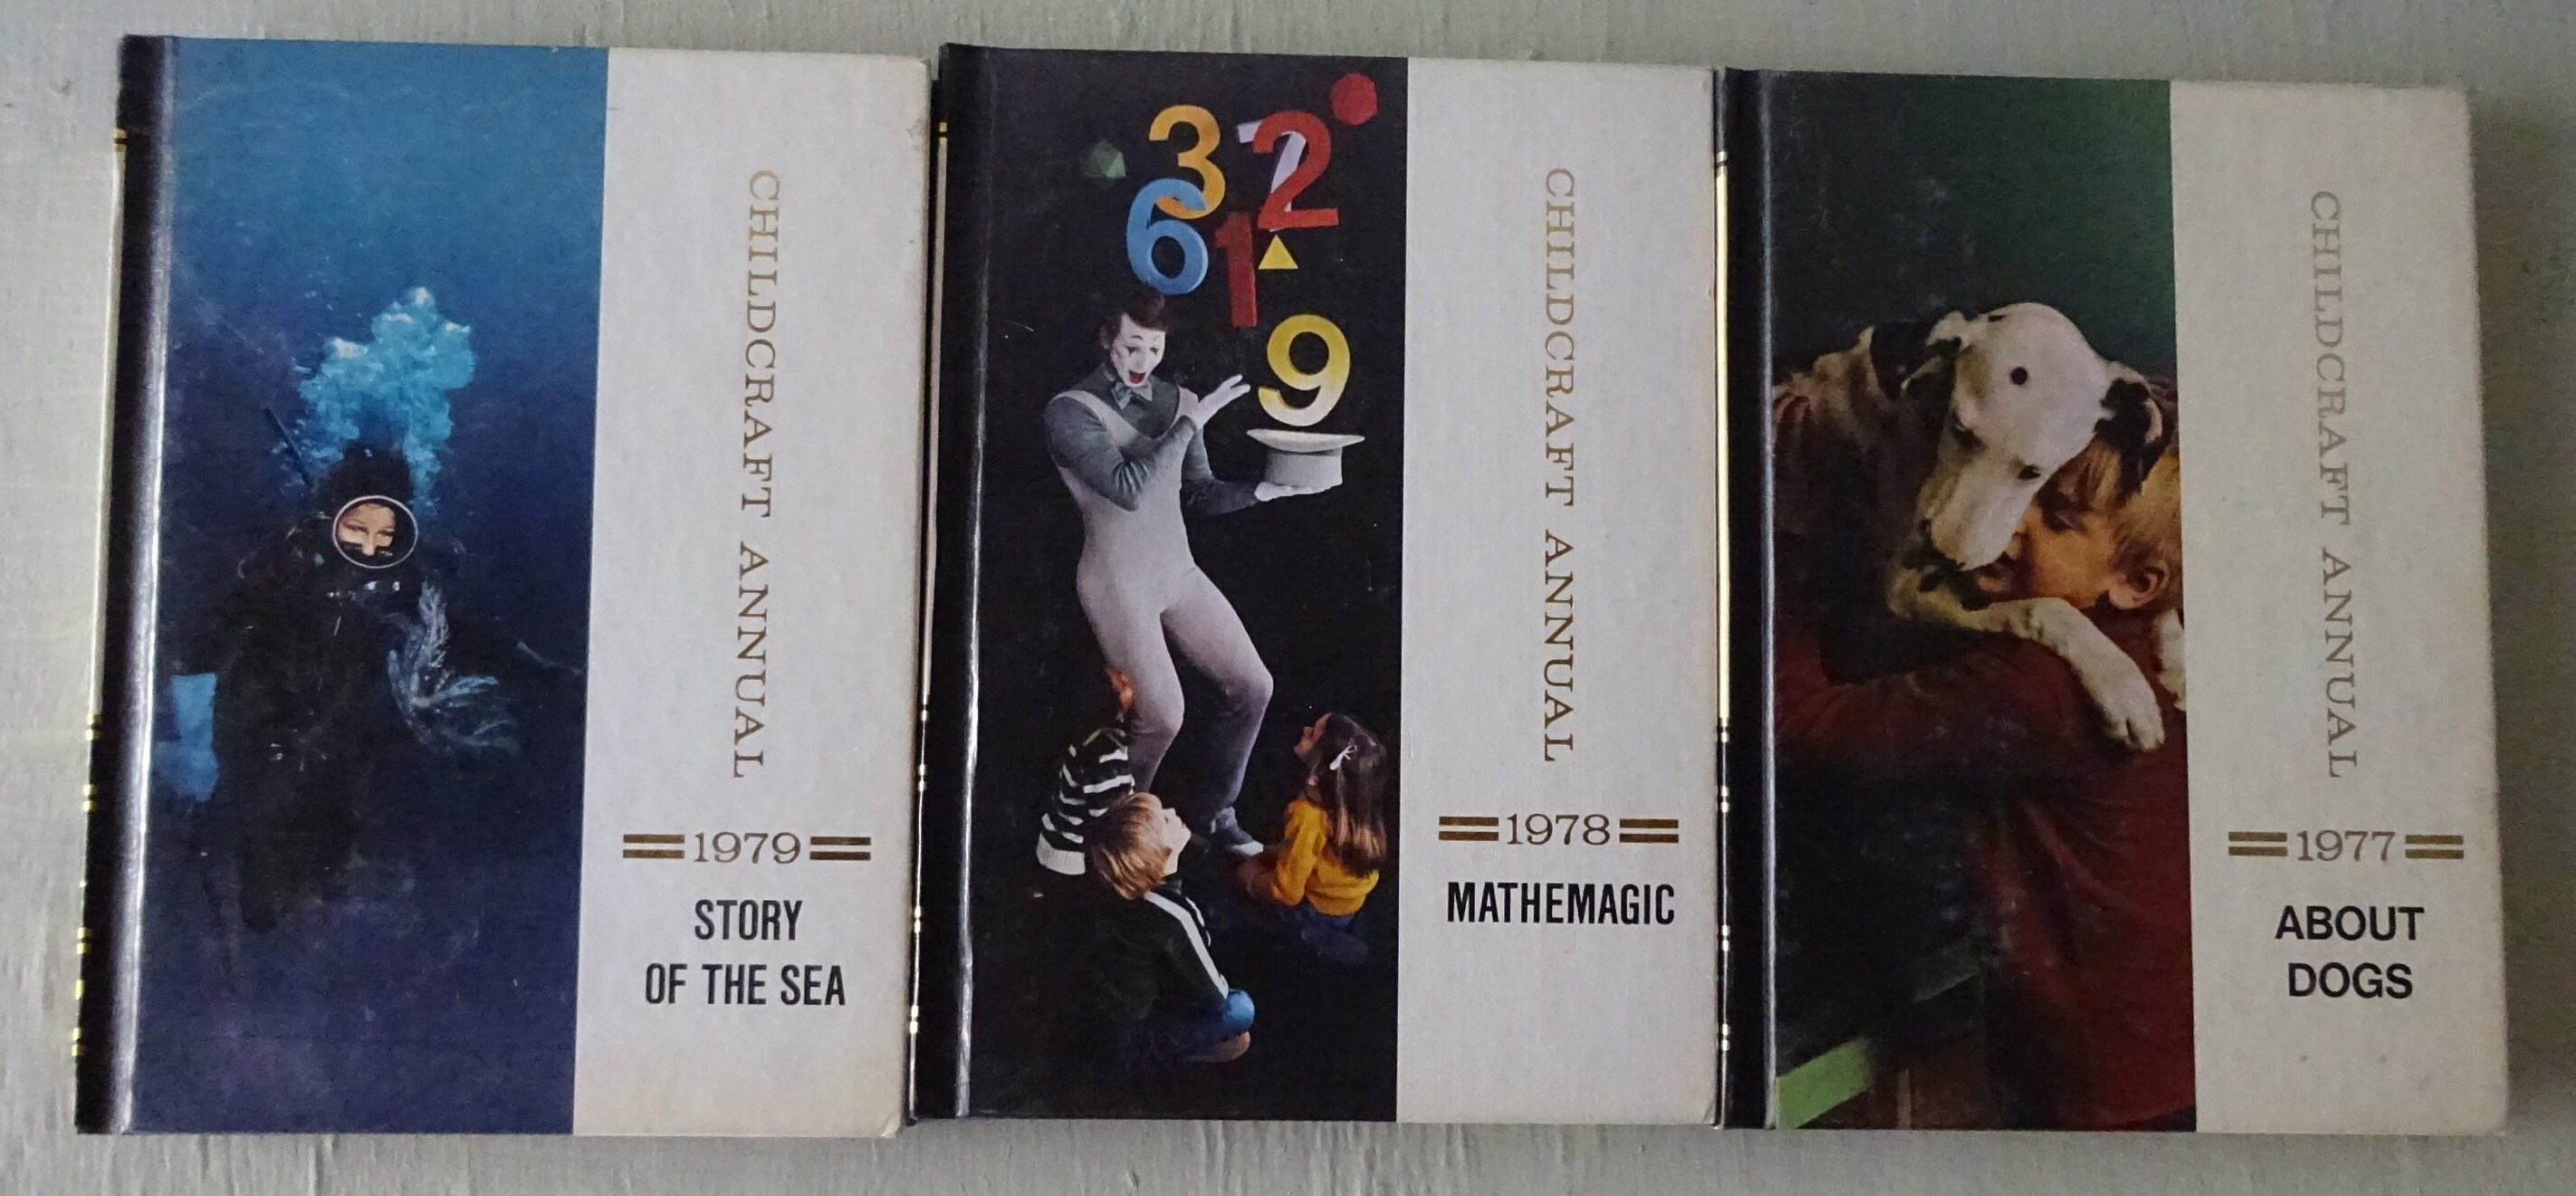 CHILDCRAFT ANNUAL
1979
STORY
OF THE SEA
3 7 2
6 1
9
CHILDCRAFT ANNUAL
1978
MATHEMAGIC
CHILDCRAFT ANNUAL
1977
ABOUT
DOGS